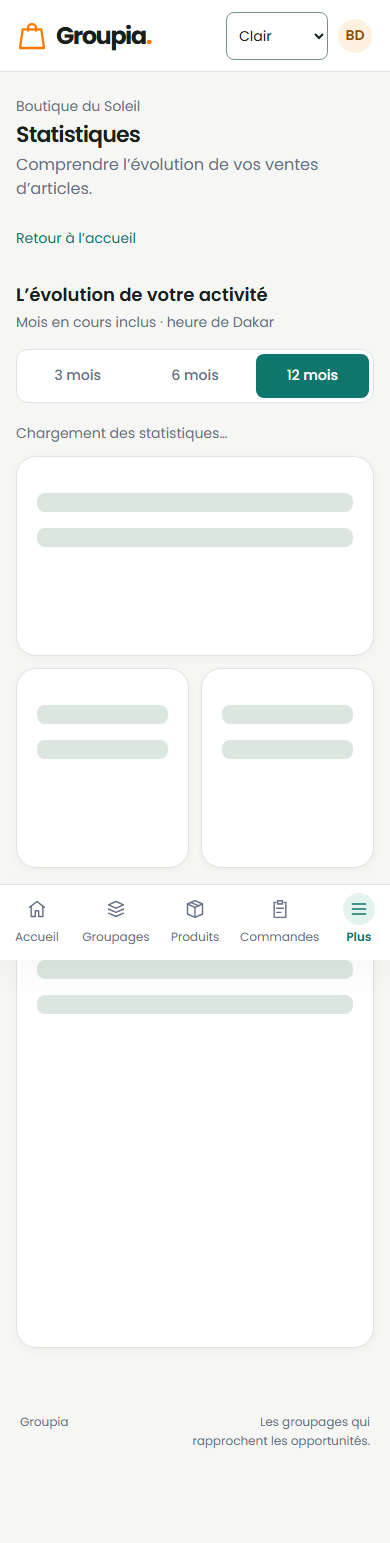 Groupia.
Clair
BD
Boutique du Soleil
Statistiques
Comprendre l’évolution de vos ventes
d’articles.
Retour à l’accueil
L’évolution de votre activité
Mois en cours inclus · heure de Dakar
3 mois
6 mois
12 mois
Chargement des statistiques…
Accueil
Groupages
Produits
Commandes
Plus
Groupia
Les groupages qui
rapprochent les opportunités.